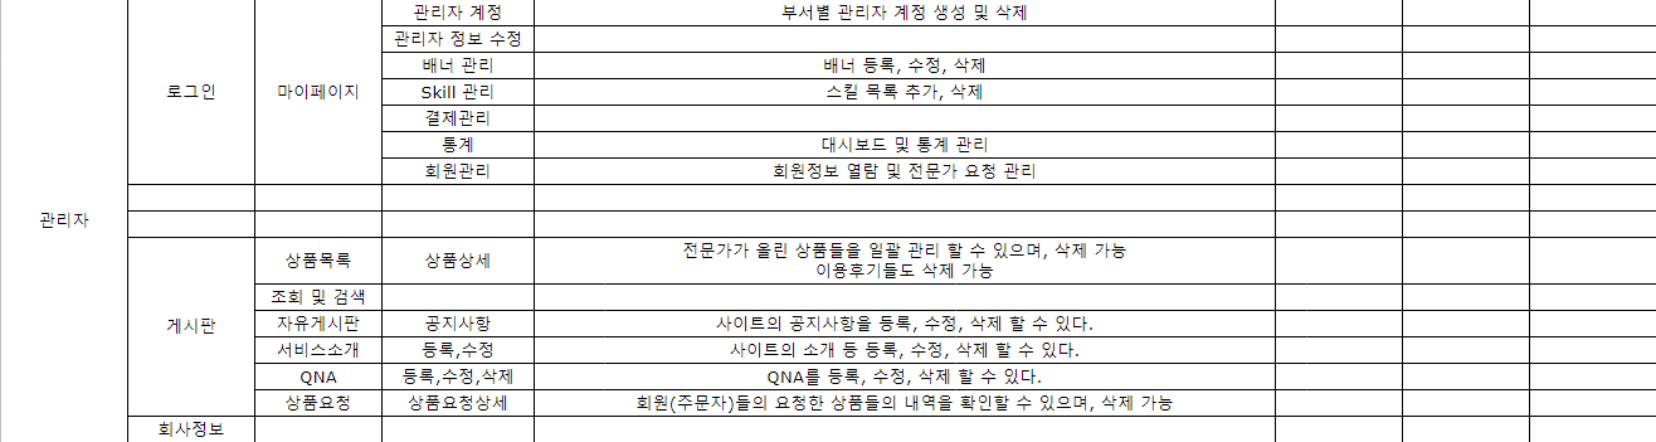 관리자 계정 부서별 관리자 계정 생성 및 삭제
관리자 정보 수정
배너 관리 배너 등록, 수정, 삭제
로그인 마이페이지 Skill 관리 스킬 목록 추가, 삭제
결제관리
통계 대시보드 및 통계 관리
회원관리 회원정보 열람 및 전문가 요청 관리
관리자
상품목록 상품상세 전문가가 올린 상품들을 일괄 관리 할 수 있으며, 삭제 가능
이용후기들도 삭제 가능
조회 및 검색
게시판 자유게시판 공지사항 사이트의 공지사항을 등록, 수정, 삭제 할 수 있다.
서비스소개 등록,수정 사이트의 소개 등 등록, 수정, 삭제 할 수 있다.
QNA 등록,수정,삭제 QNA를 등록, 수정, 삭제 할 수 있다.
상품요청 상품요청상세 회원(주문자)들의 요청한 상품들의 내역을 확인할 수 있으며, 삭제 가능
회사정보